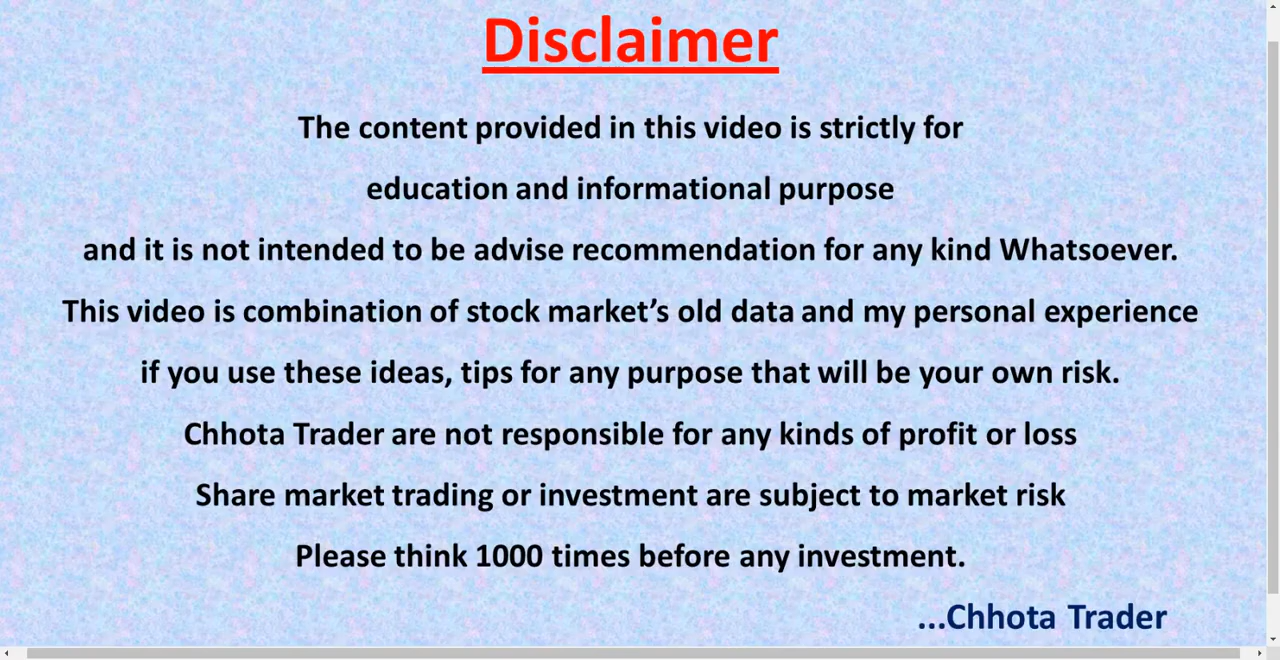 Disclaimer
The content provided in this video is strictly for
education and informational purpose
and it is not intended to be advise recommendation for any kind Whatsoever.
This video is combination of stock market’s old data and my personal experience
if you use these ideas, tips for any purpose that will be your own risk.
Chhota Trader are not responsible for any kinds of profit or loss
Share market trading or investment are subject to market risk
Please think 1000 times before any investment.
...Chhota Trader